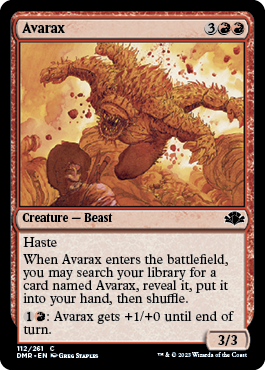 Avarax 3
Creature — Beast
Haste
When Avarax enters the battlefield,
you may search your library for
a card named Avarax, reveal it, put it
into your hand, then shuffle.
1 : Avarax gets +1/+0 until end of
turn.
3/3
112/261 C
DMR • EN Greg Staples
™ & © 2023 Wizards of the Coast